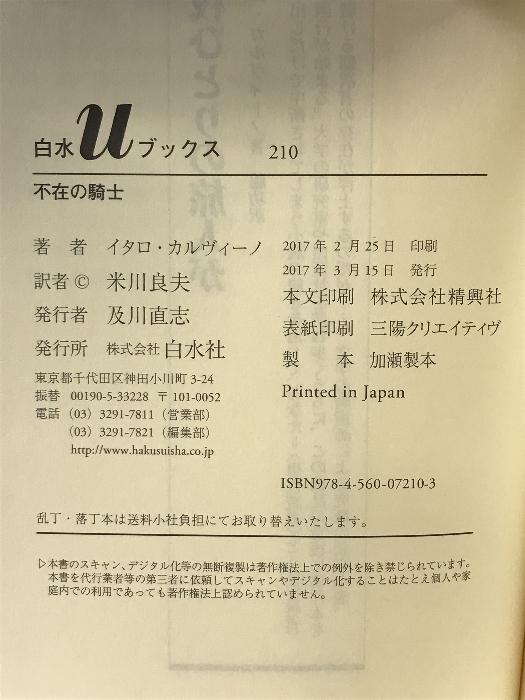 白水uブックス 210
不在の騎士
著 者 イタロ・カルヴィーノ
訳者© 米川良夫
発行者 及川直志
発行所 株式会社 白水社
東京都千代田区神田小川町 3-24
振替 00190-5-33228 〒101-0052
電話 (03) 3291-7811 (営業部)
(03) 3291-7821 (編集部)
http://www.hakusuisha.co.jp
2017 年 2 月 25 日 印刷
2017 年 3 月 15 日 発行
本文印刷 株式会社精興社
表紙印刷 三陽クリエイティヴ
製 本 加瀬製本
Printed in Japan
ISBN978-4-560-07210-3
乱丁・落丁本は送料小社負担にてお取り替えいたします。
▷本書のスキャン、デジタル化等の無断複製は著作権法上での例外を除き禁じられています。
本書を代行業者等の第三者に依頼してスキャンやデジタル化することはたとえ個人や家
庭内での利用であっても著作権法上認められていません。